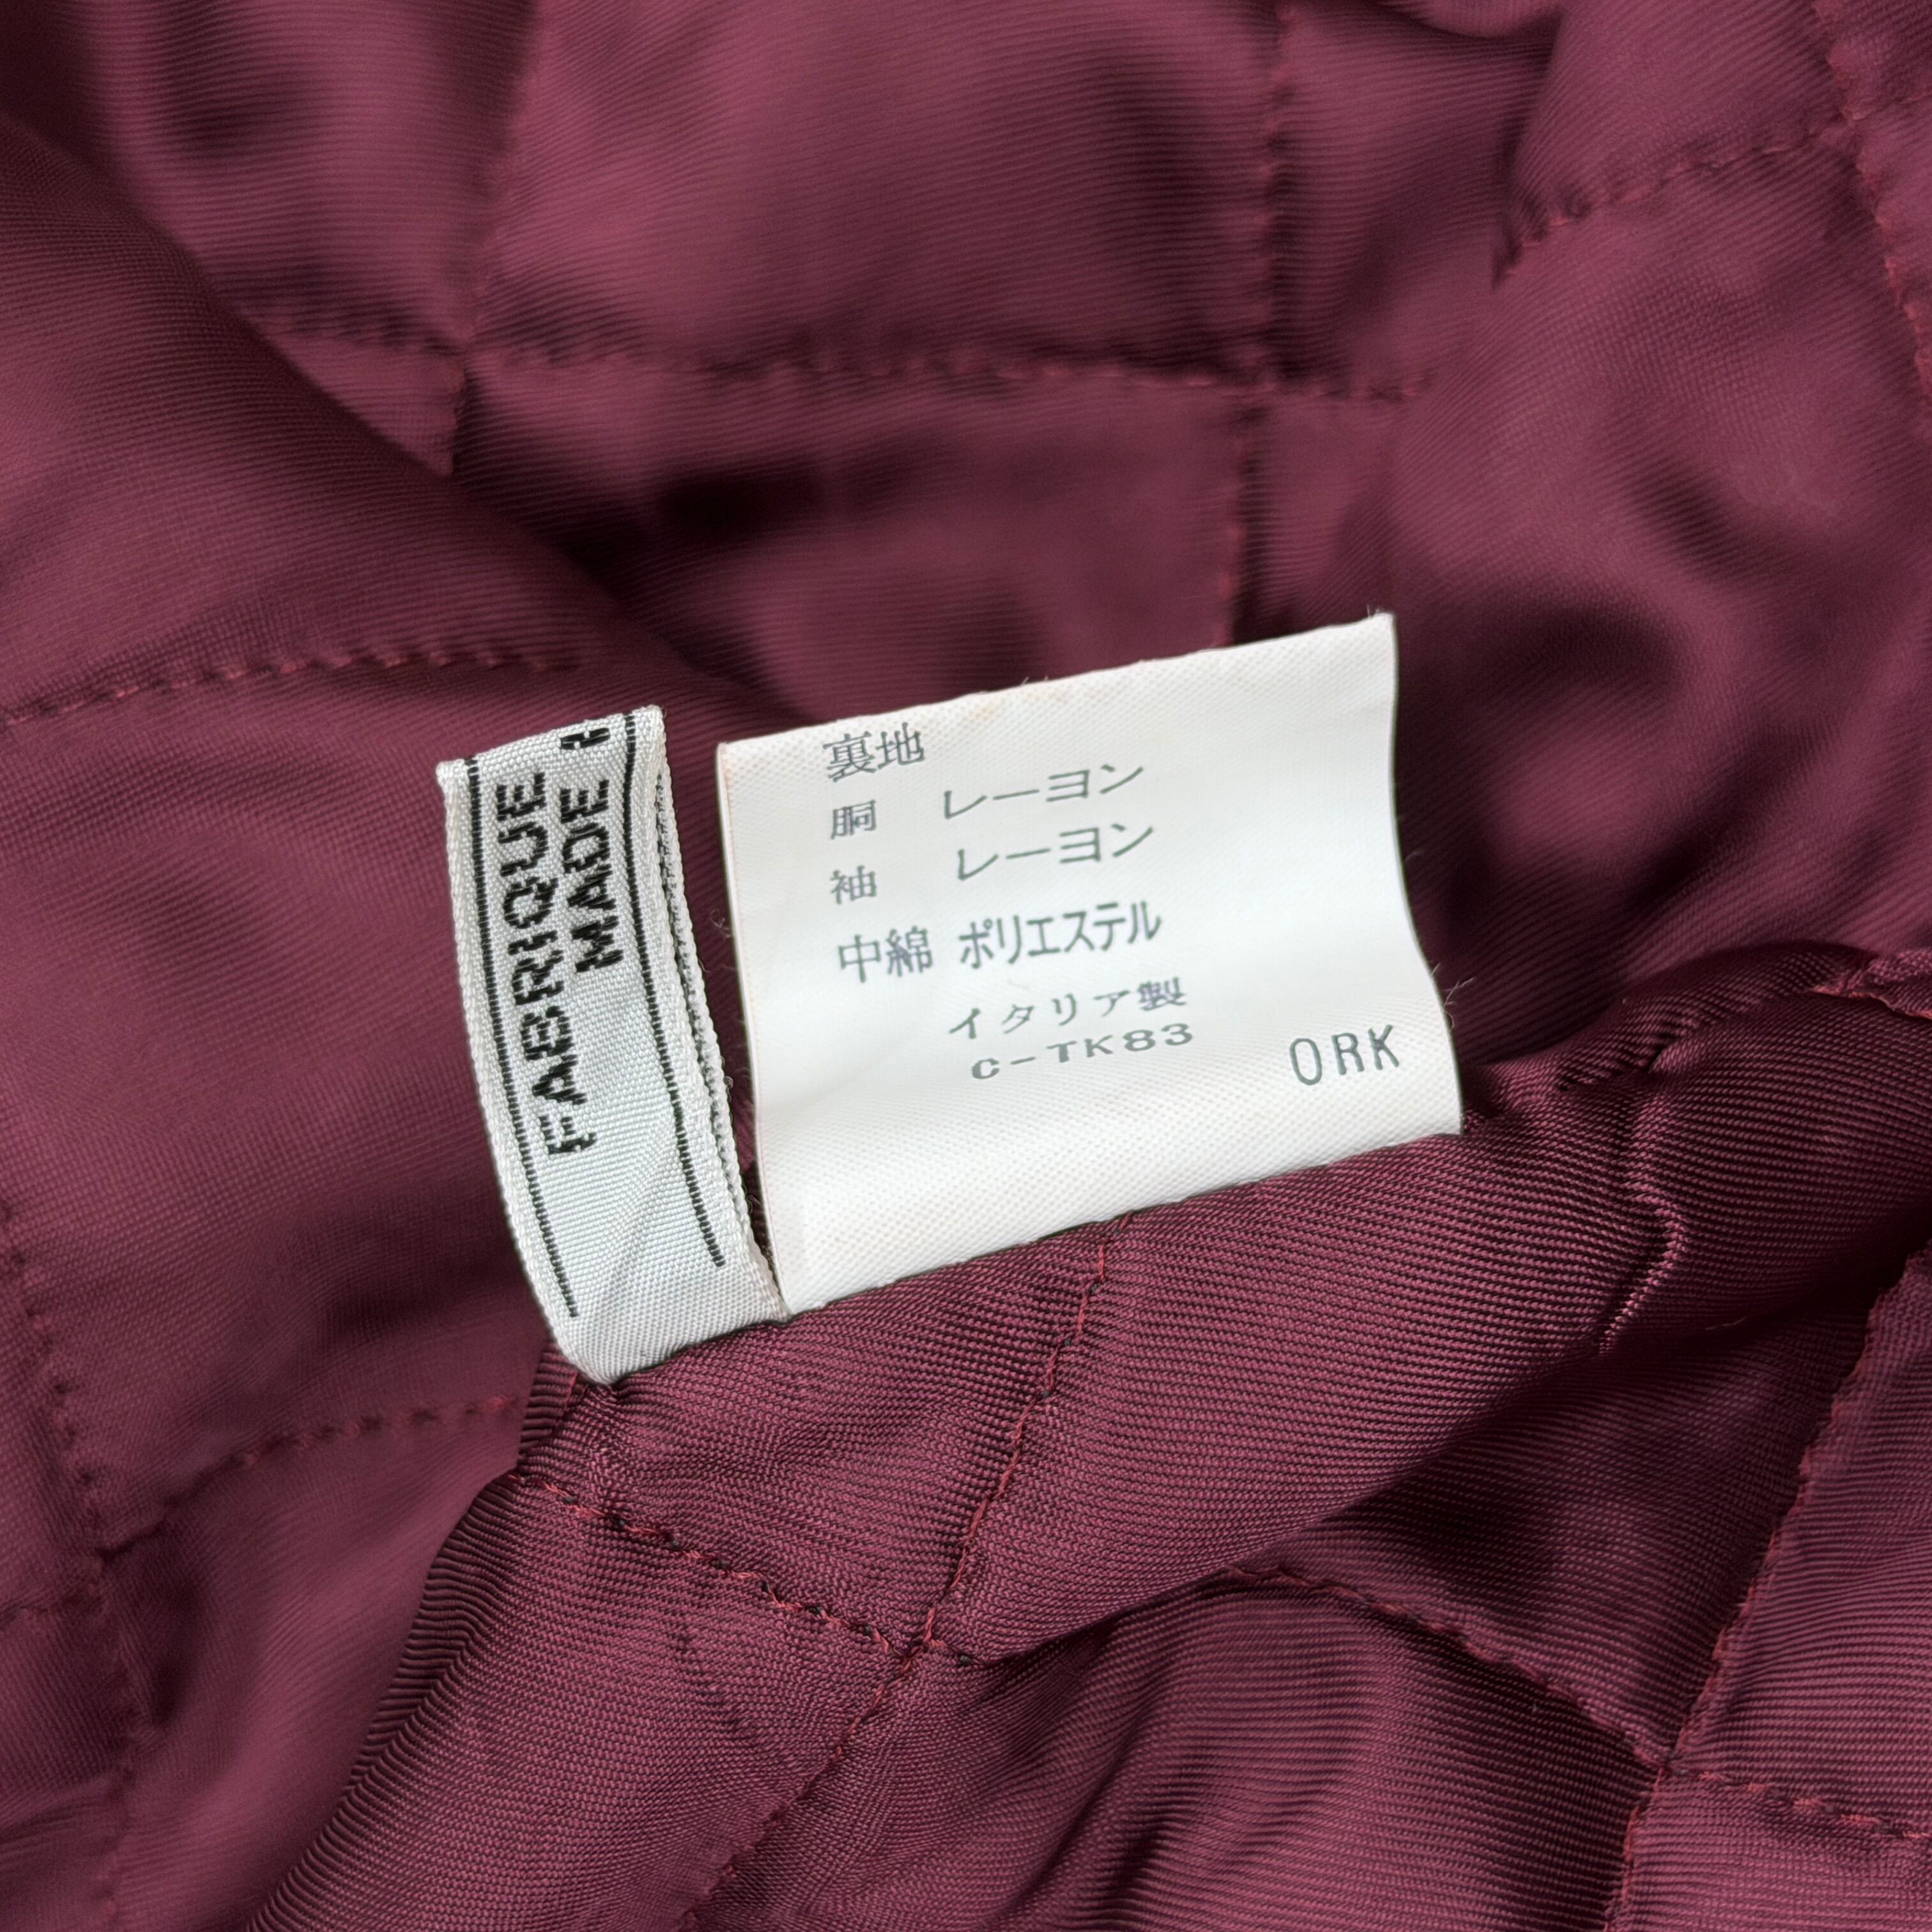 FABRIQUE
MADE
裏地
胴 レーヨン
袖 レーヨン
中綿 ポリエステル
イタリア製
C-TK83
ORK